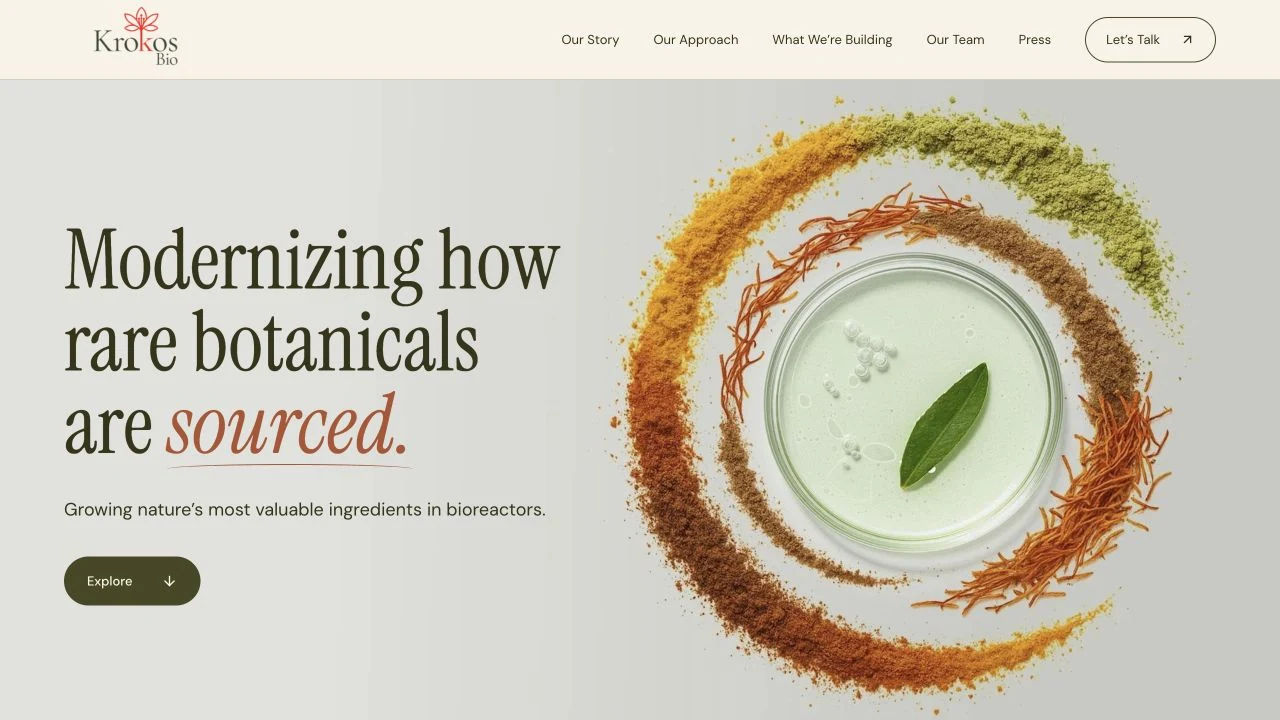 Krokos
Bio
Our Story
Our Approach
What We’re Building
Our Team
Press
Let’s Talk
Modernizing how
rare botanicals
are sourced.
Growing nature’s most valuable ingredients in bioreactors.
Explore